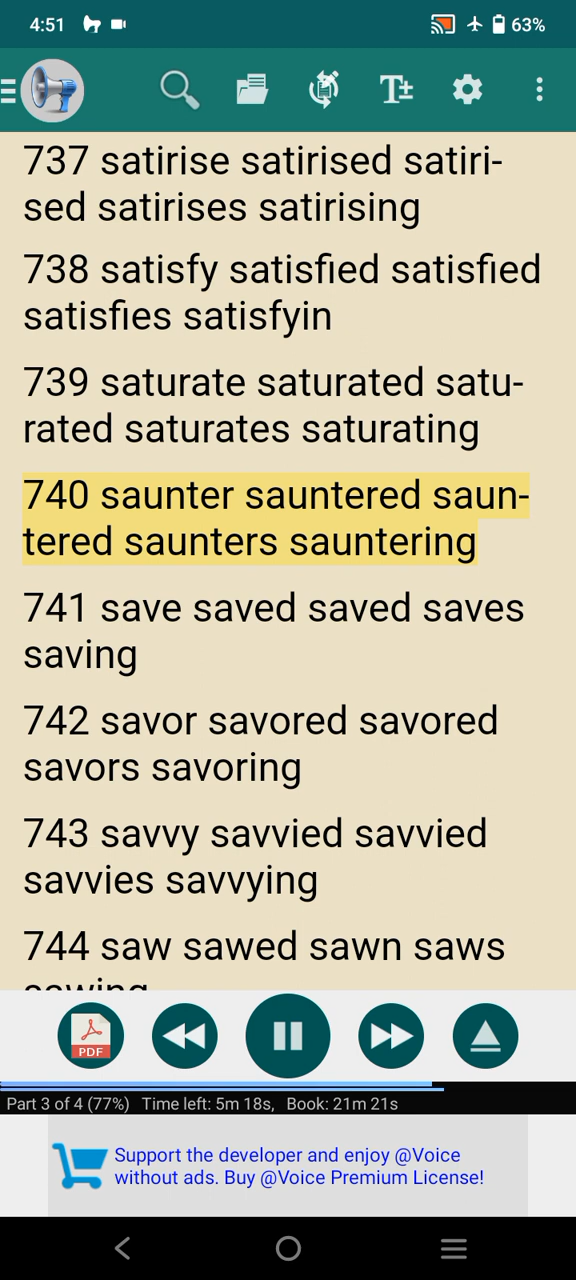 4:51
63%
T±
737 satirise satirised satiri-
sed satirises satirising
738 satisfy satisfied satisfied
satisfies satisfyin
739 saturate saturated satu-
rated saturates saturating
740 saunter sauntered saun-
tered saunters sauntering
741 save saved saved saves
saving
742 savor savored savored
savors savoring
743 savvy savvied savvied
savvies savvying
744 saw sawed sawn saws
sawing
PDF
Part 3 of 4 (77%) Time left: 5m 18s, Book: 21m 21s
Support the developer and enjoy @Voice
without ads. Buy @Voice Premium License!